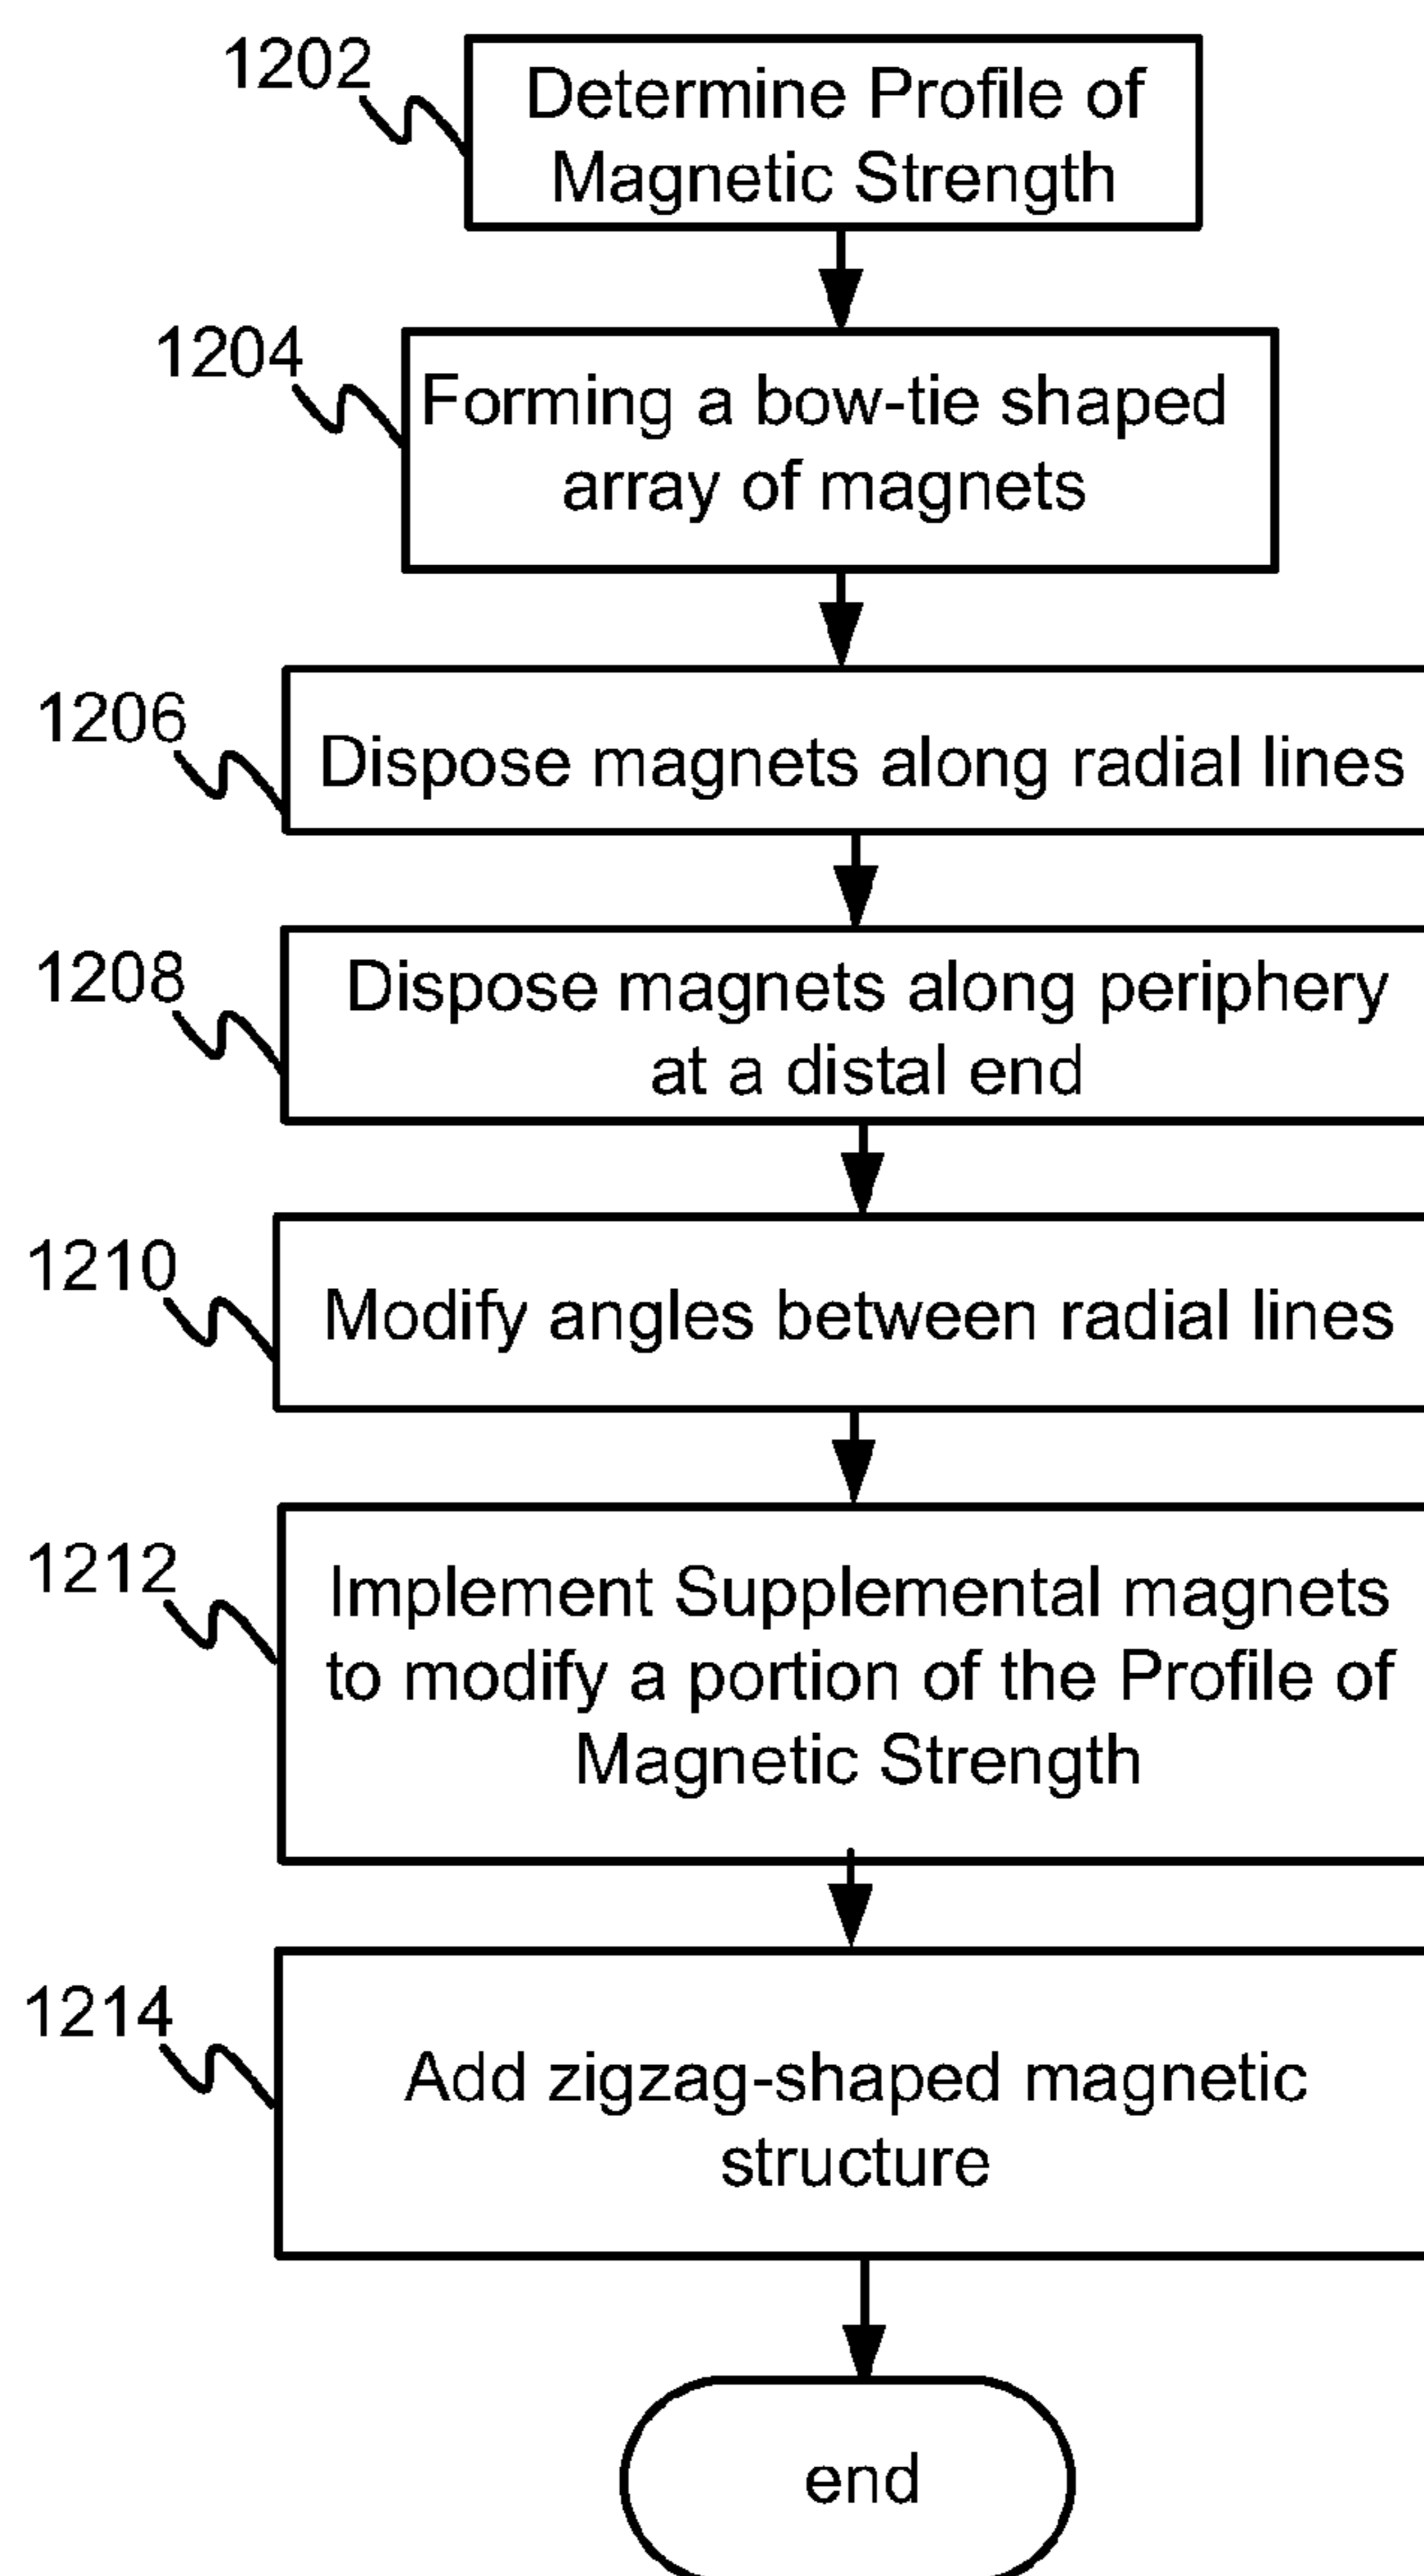 1202
Determine Profile of
Magnetic Strength
1204
Forming a bow-tie shaped
array of magnets
1206
Dispose magnets along radial lines
1208
Dispose magnets along periphery
at a distal end
1210
Modify angles between radial lines
1212
Implement Supplemental magnets
to modify a portion of the Profile of
Magnetic Strength
1214
Add zigzag-shaped magnetic
structure
end